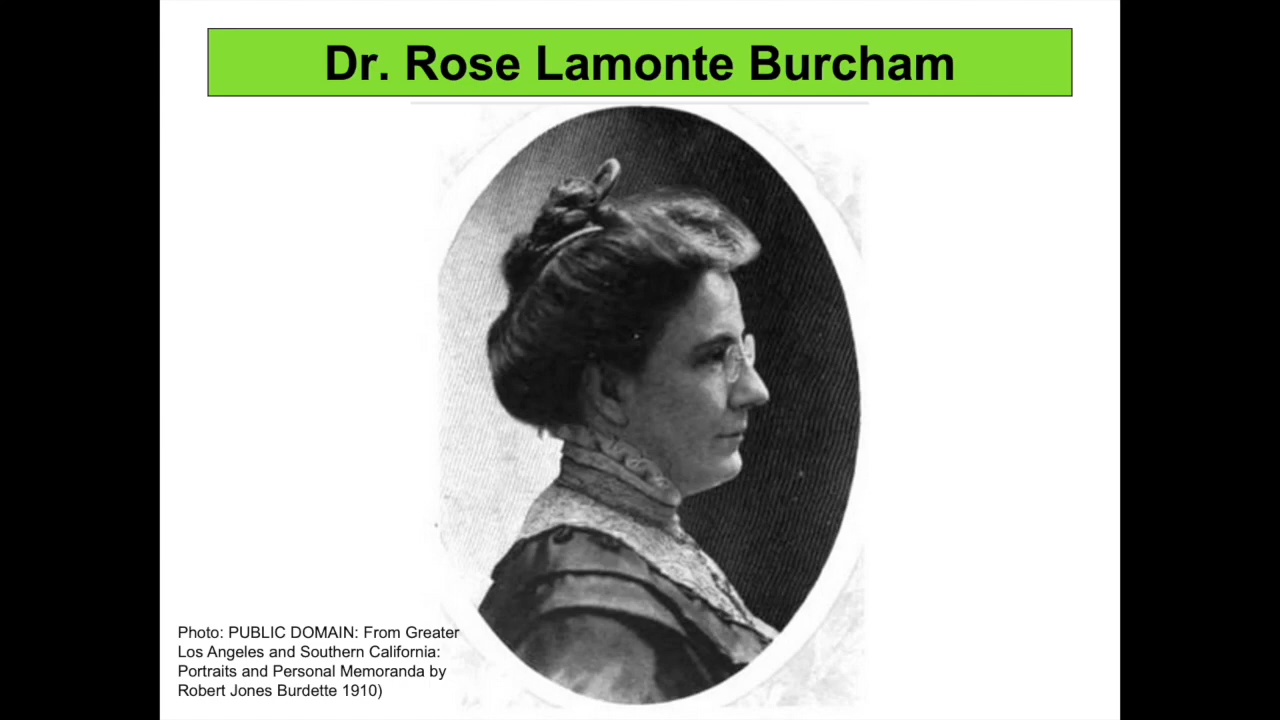 Dr. Rose Lamonte Burcham
Photo: PUBLIC DOMAIN: From Greater
Los Angeles and Southern California:
Portraits and Personal Memoranda by
Robert Jones Burdette 1910)